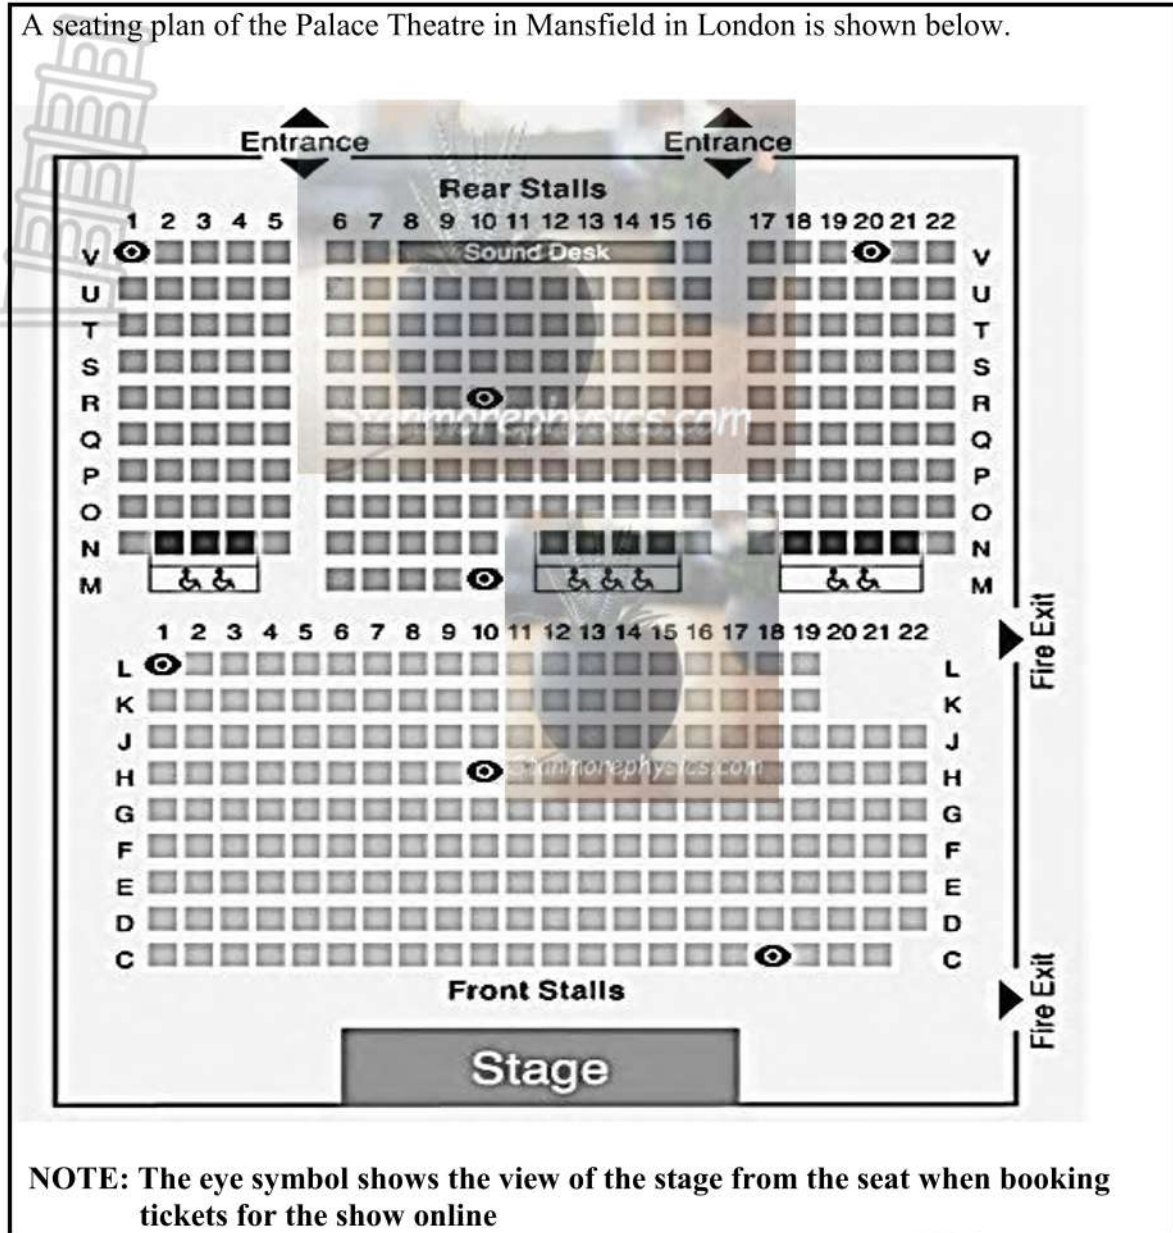 A seating plan of the Palace Theatre in Mansfield in London is shown below.
Entrance Entrance
Rear Stalls
1 2 3 4 5 6 7 8 9 10 11 12 13 14 15 16 17 18 19 20 21 22
V Sound Desk V
U U
T T
S S
R R
Stanmorephysics.com
Q Q
P P
O O
N N
M M
1 2 3 4 5 6 7 8 9 10 11 12 13 14 15 16 17 18 19 20 21 22
Fire Exit
L L
K K
J J
Stanmorephysics.com
H H
G G
F F
E E
D D
C C
Fire Exit
Front Stalls
Stage
NOTE: The eye symbol shows the view of the stage from the seat when booking
tickets for the show online